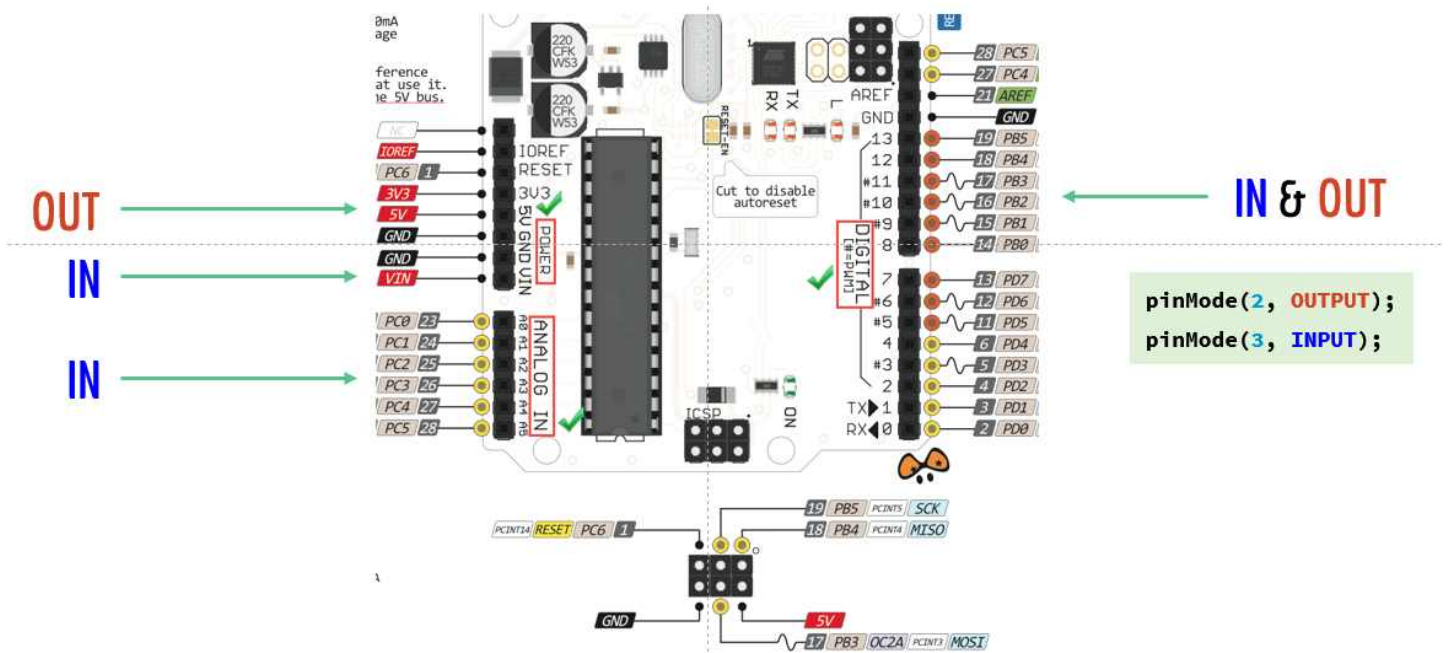 0mA
age
ference
at use it.
he 5V bus.
NC
IOREF
PC6 1
3V3
5V
GND
GND
VIN
PC0 23
PC1 24
PC2 25
PC3 26
PC4 27
PC5 28
OUT
IN
IN
220
CFK
WS3
220
CFK
WS3
IOREF
RESET
3V3
5V
GND
GND
VIN
POWER
A0
A1
A2
A3
A4
A5
ANALOG IN
RESET-EN
Cut to disable
autoreset
1
RX
TX
L
ICSP
ON
RE
AREF
GND
13
12
#11
#10
#9
8
7
#6
#5
4
#3
2
TX▶1
RX◀0
DIGITAL
[#=PWM]
28 PC5
27 PC4
21 AREF
GND
19 PB5
18 PB4
17 PB3
16 PB2
15 PB1
14 PB0
13 PD7
12 PD6
11 PD5
6 PD4
5 PD3
4 PD2
3 PD1
2 PD0
IN & OUT
pinMode(2, OUTPUT);
pinMode(3, INPUT);
PCINT14 RESET PC6 1
19 PB5 PCINT5 SCK
18 PB4 PCINT4 MISO
GND
5V
17 PB3 OC2A PCINT3 MOSI